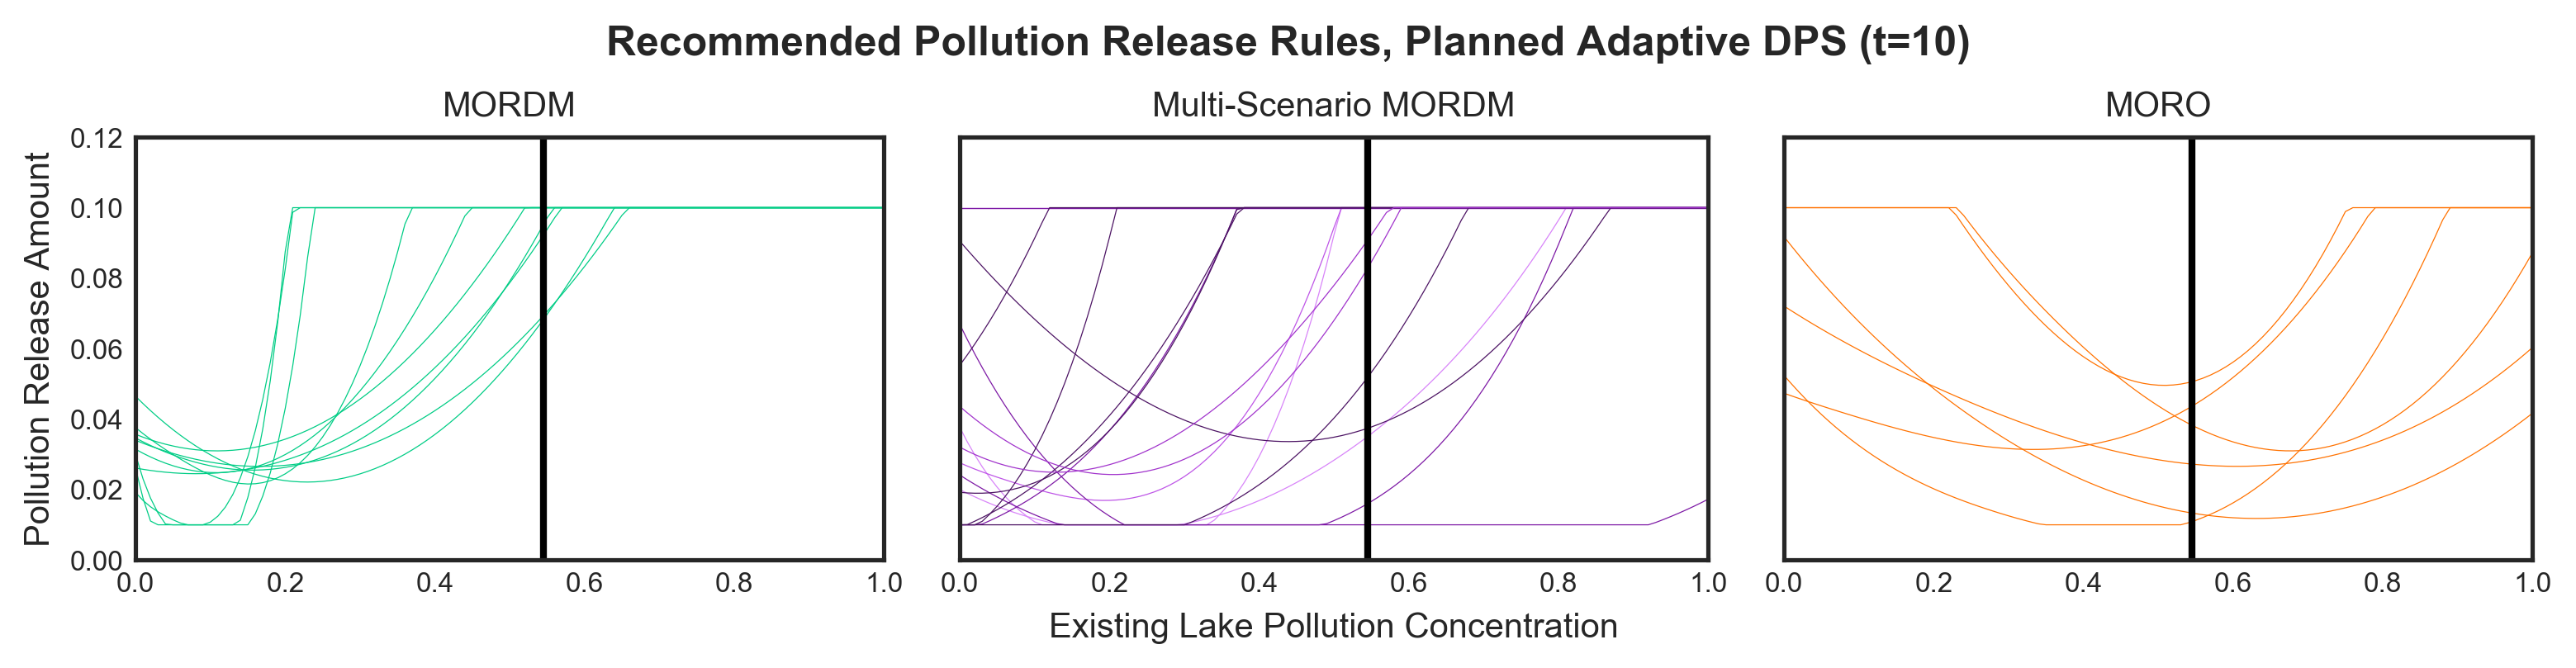 Recommended Pollution Release Rules, Planned Adaptive DPS (t=10)
MORDM
Multi-Scenario MORDM
MORO
Pollution Release Amount
0.12
0.10
0.08
0.06
0.04
0.02
0.00
0.0 0.2 0.4 0.6 0.8 1.0
0.0 0.2 0.4 0.6 0.8 1.0
0.0 0.2 0.4 0.6 0.8 1.0
Existing Lake Pollution Concentration